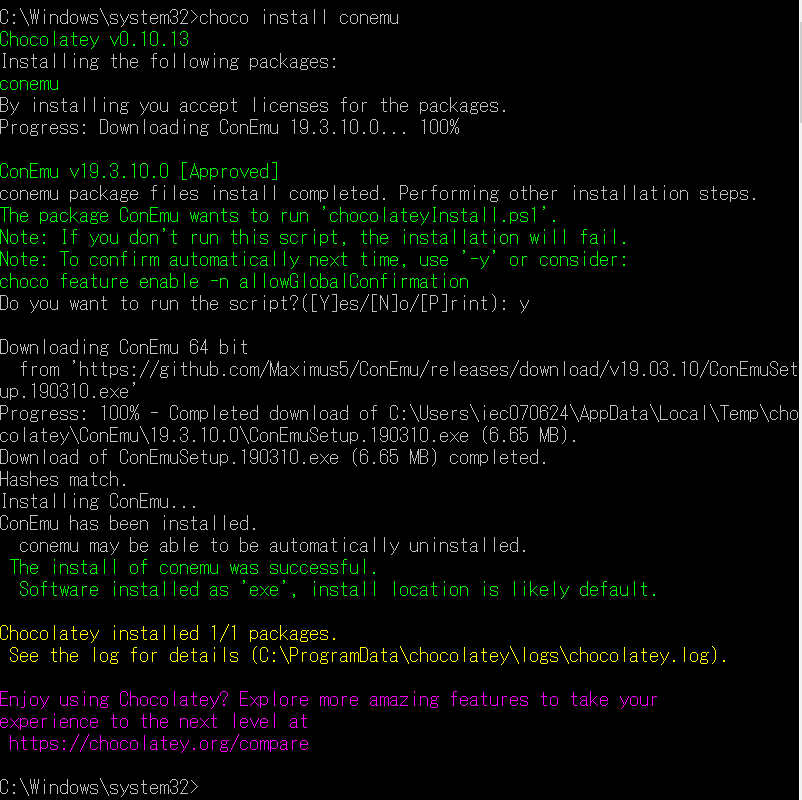 C:\Windows\system32>choco install conemu
Chocolatey v0.10.13
Installing the following packages:
conemu
By installing you accept licenses for the packages.
Progress: Downloading ConEmu 19.3.10.0... 100%
ConEmu v19.3.10.0 [Approved]
conemu package files install completed. Performing other installation steps.
The package ConEmu wants to run 'chocolateyInstall.ps1'.
Note: If you don't run this script, the installation will fail.
Note: To confirm automatically next time, use '-y' or consider:
choco feature enable -n allowGlobalConfirmation
Do you want to run the script?([Y]es/[N]o/[P]rint): y
Downloading ConEmu 64 bit
  from 'https://github.com/Maximus5/ConEmu/releases/download/v19.03.10/ConEmuSet
up.190310.exe'
Progress: 100% - Completed download of C:\Users\iec070624\AppData\Local\Temp\cho
colatey\ConEmu\19.3.10.0\ConEmuSetup.190310.exe (6.65 MB).
Download of ConEmuSetup.190310.exe (6.65 MB) completed.
Hashes match.
Installing ConEmu...
ConEmu has been installed.
  conemu may be able to be automatically uninstalled.
 The install of conemu was successful.
  Software installed as 'exe', install location is likely default.
Chocolatey installed 1/1 packages.
 See the log for details (C:\ProgramData\chocolatey\logs\chocolatey.log).
Enjoy using Chocolatey? Explore more amazing features to take your
experience to the next level at
 https://chocolatey.org/compare
C:\Windows\system32>